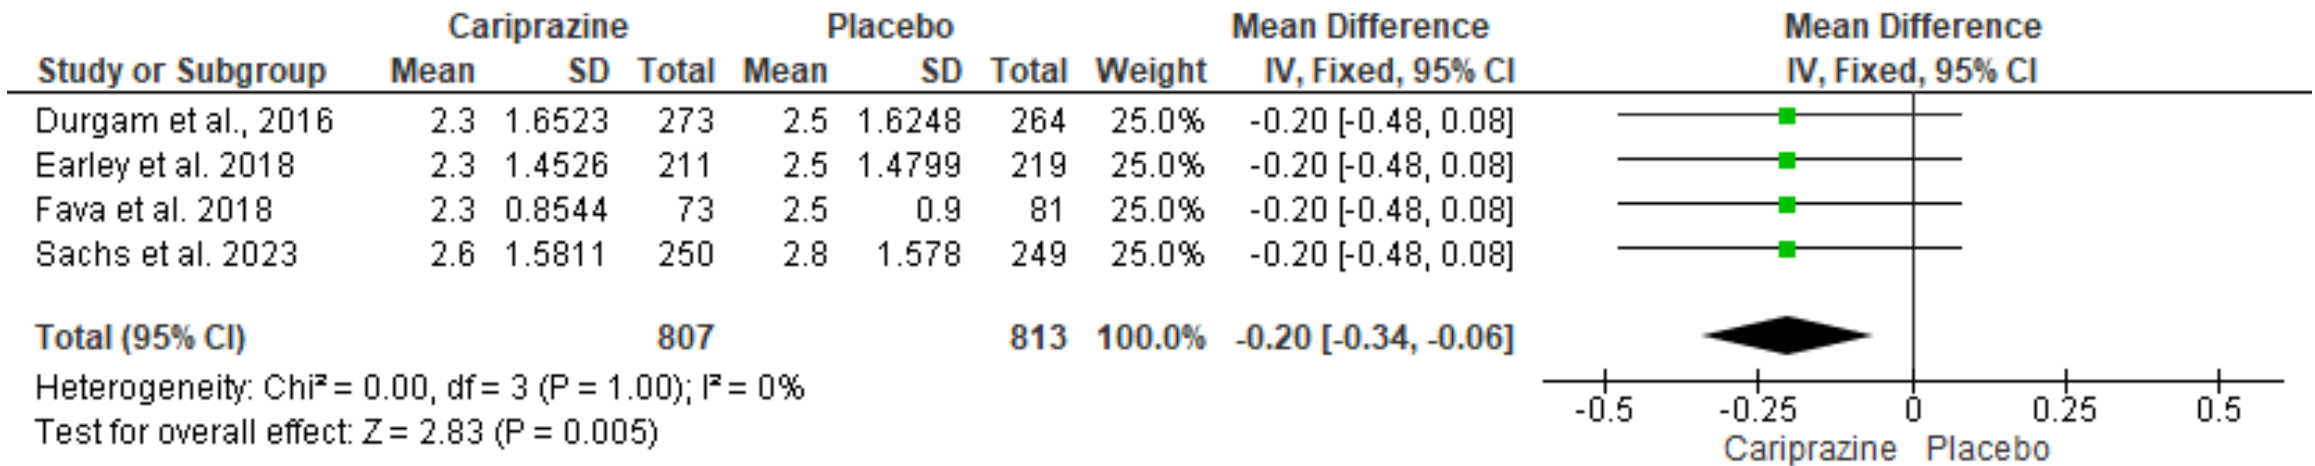 Cariprazine Placebo Mean Difference Mean Difference
Study or Subgroup Mean SD Total Mean SD Total Weight IV, Fixed, 95% CI IV, Fixed, 95% CI
Durgam et al., 2016 2.3 1.6523 273 2.5 1.6248 264 25.0% -0.20 [-0.48, 0.08]
Earley et al. 2018 2.3 1.4526 211 2.5 1.4799 219 25.0% -0.20 [-0.48, 0.08]
Fava et al. 2018 2.3 0.8544 73 2.5 0.9 81 25.0% -0.20 [-0.48, 0.08]
Sachs et al. 2023 2.6 1.5811 250 2.8 1.578 249 25.0% -0.20 [-0.48, 0.08]
Total (95% CI) 807 813 100.0% -0.20 [-0.34, -0.06]
Heterogeneity: Chi² = 0.00, df = 3 (P = 1.00); I² = 0%
Test for overall effect: Z = 2.83 (P = 0.005)
-0.5 -0.25 0 0.25 0.5
Cariprazine Placebo